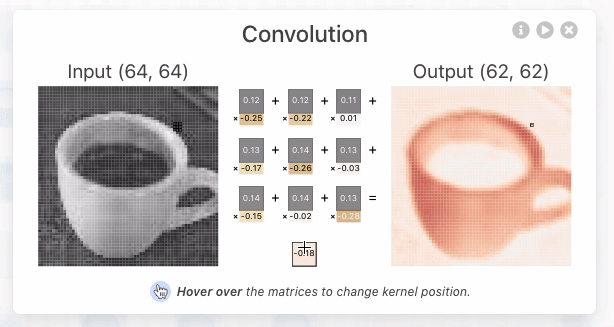 Convolution
Input (64, 64)
Output (62, 62)
0.12 + 0.12 + 0.11 +
× -0.25 × -0.22 × 0.01
0.13 + 0.14 + 0.13 +
× -0.17 × -0.26 × -0.03
0.14 + 0.14 + 0.13 =
× -0.15 × -0.02 × -0.28
-0.18
Hover over the matrices to change kernel position.